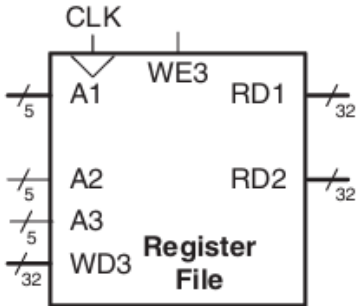 CLK
WE3
A1 RD1
5 32
A2 RD2
5 32
A3
5
WD3
32
Register
File